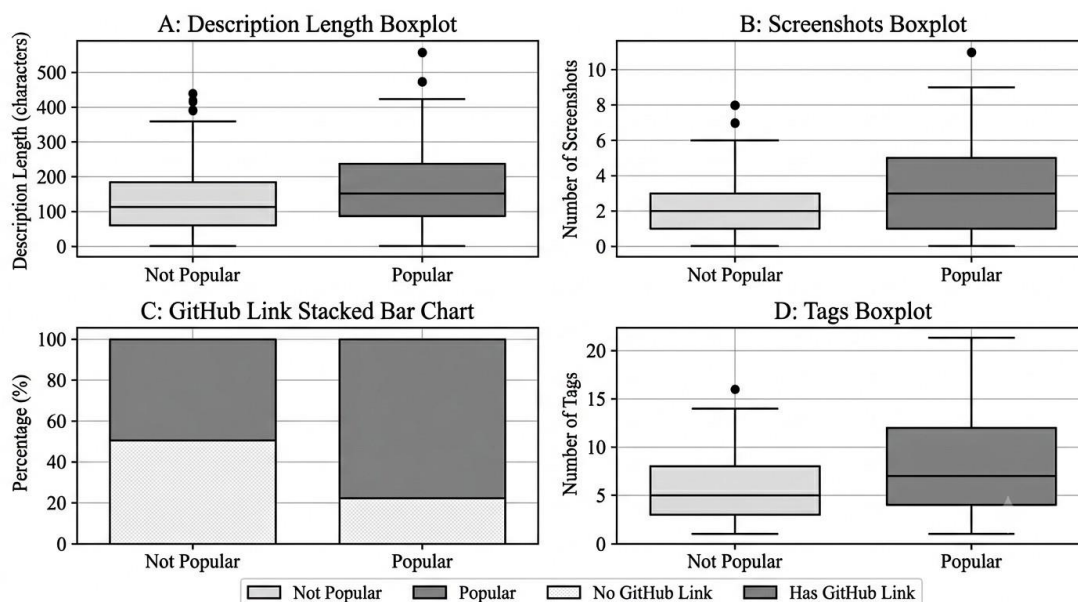 A: Description Length Boxplot
Description Length (characters)
500
400
300
200
100
0
Not Popular
Popular
B: Screenshots Boxplot
Number of Screenshots
10
8
6
4
2
0
Not Popular
Popular
C: GitHub Link Stacked Bar Chart
Percentage (%)
100
80
60
40
20
0
Not Popular
Popular
D: Tags Boxplot
Number of Tags
20
15
10
5
0
Not Popular
Popular
Not Popular Popular No GitHub Link Has GitHub Link